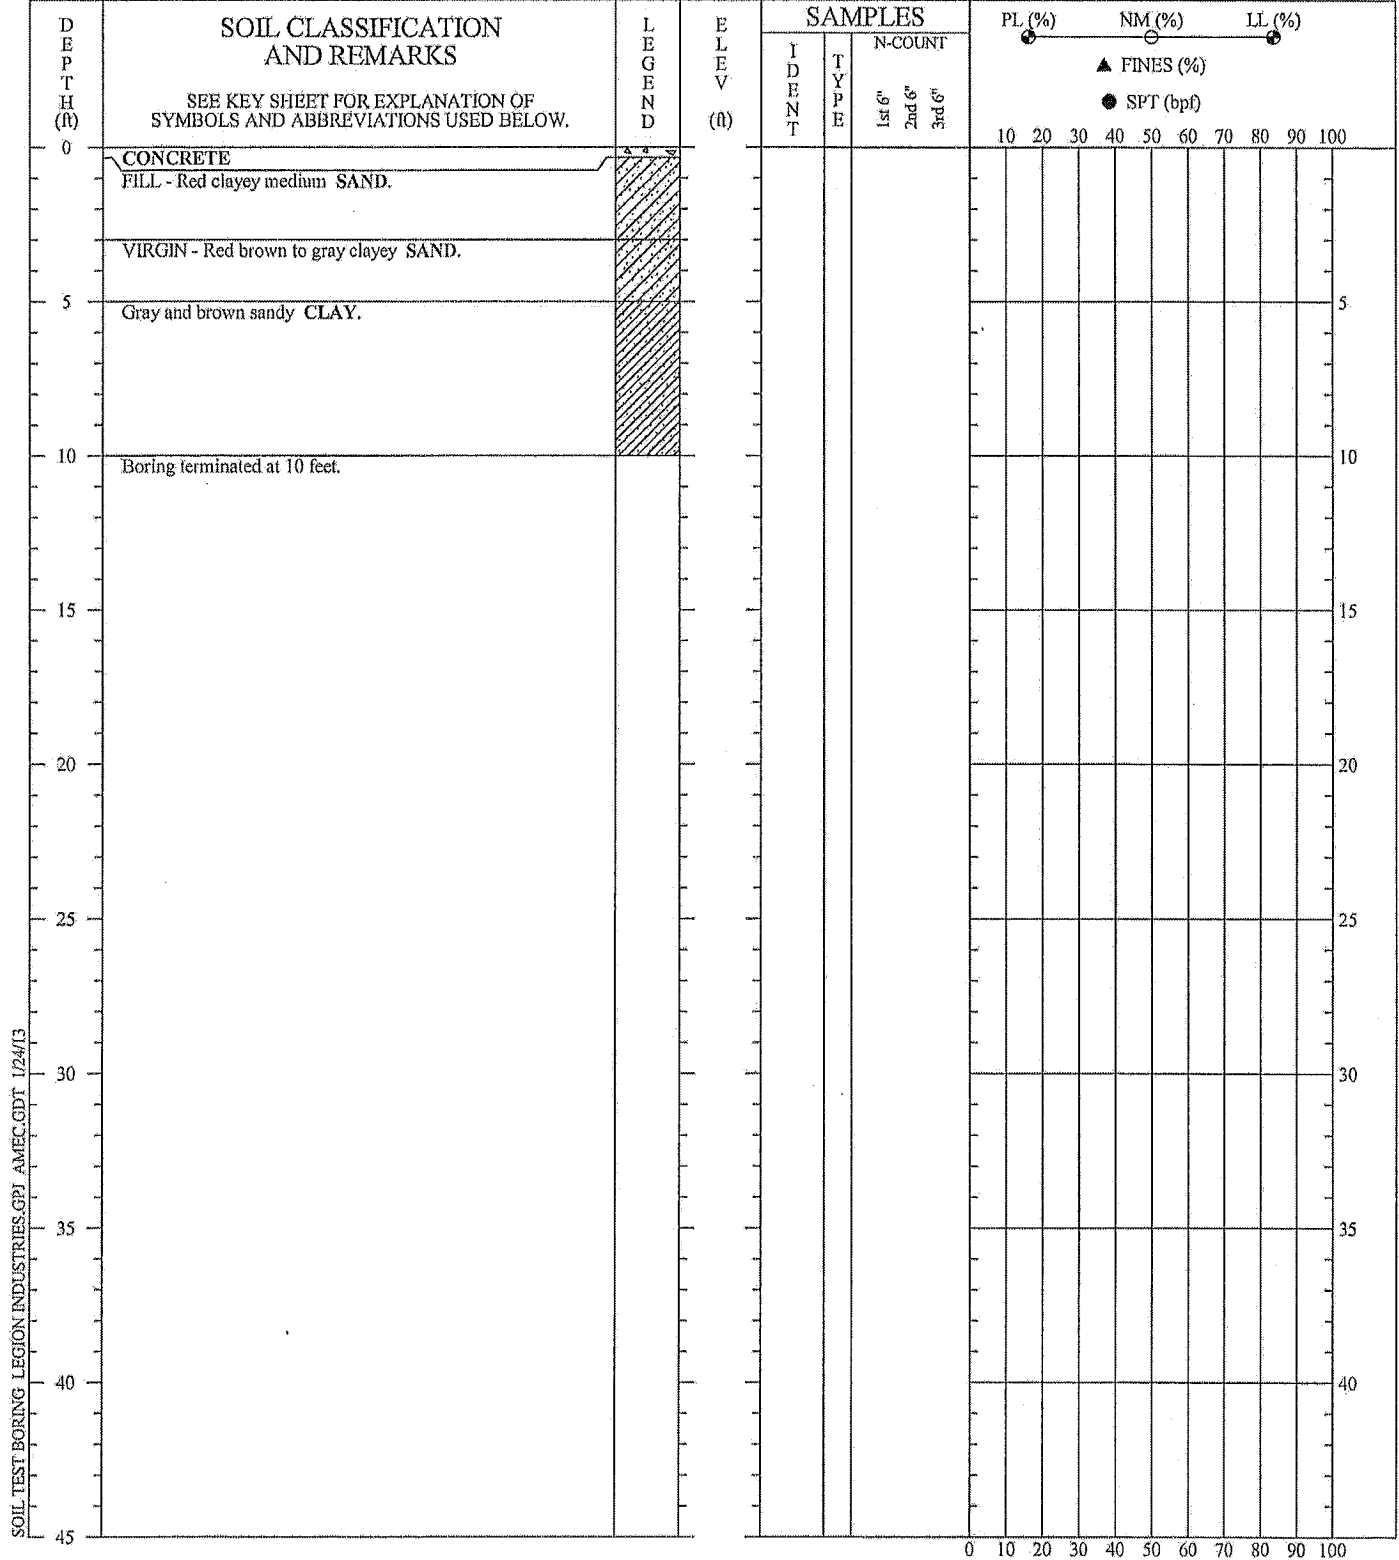 DEPTH (ft)
SOIL CLASSIFICATION
AND REMARKS
SEE KEY SHEET FOR EXPLANATION OF
SYMBOLS AND ABBREVIATIONS USED BELOW.
LEGEND
ELEV (ft)
SAMPLES
IDENT
TYPE
N-COUNT
1st 6"
2nd 6"
3rd 6"
PL (%) NM (%) LL (%)
FINES (%)
SPT (bpf)
10 20 30 40 50 60 70 80 90 100
0
CONCRETE
FILL - Red clayey medium SAND.
VIRGIN - Red brown to gray clayey SAND.
5 5
Gray and brown sandy CLAY.
10 10
Boring terminated at 10 feet.
15 15
20 20
25 25
30 30
35 35
40 40
45
0 10 20 30 40 50 60 70 80 90 100
SOIL TEST BORING LEGION INDUSTRIES.GPJ AMEC.GDT 1/24/13